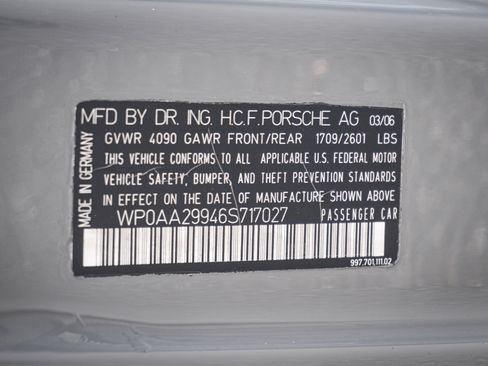 MFD BY DR. ING. H.C.F. PORSCHE AG 03/06
GVWR 4090 GAWR FRONT/REAR 1709/2601 LBS
THIS VEHICLE CONFORMS TO ALL APPLICABLE U.S. FEDERAL MOTOR
VEHICLE SAFETY, BUMPER, AND THEFT PREVENTION STANDARDS
IN EFFECT ON THE DATE OF MANUFACTURE SHOWN ABOVE
WP0AA29946S717027 PASSENGER CAR
997.701.111.02
MADE IN GERMANY